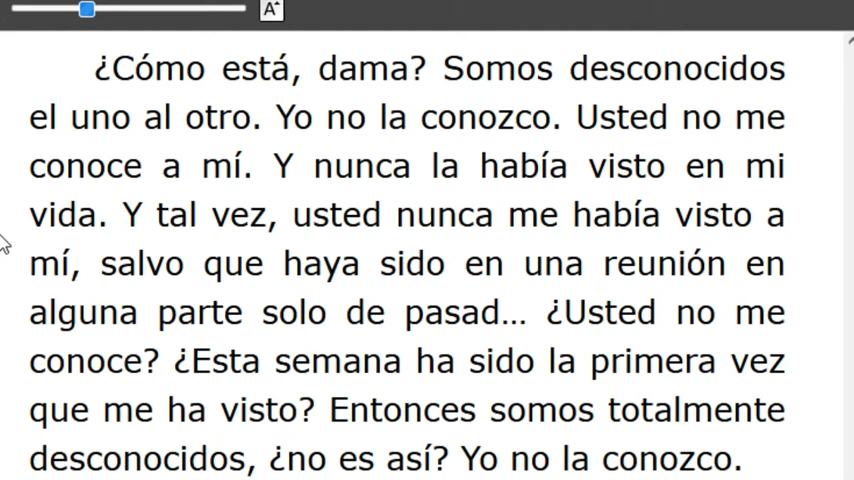 A
¿Cómo está, dama? Somos desconocidos
el uno al otro. Yo no la conozco. Usted no me
conoce a mí. Y nunca la había visto en mi
vida. Y tal vez, usted nunca me había visto a
mí, salvo que haya sido en una reunión en
alguna parte solo de pasad... ¿Usted no me
conoce? ¿Esta semana ha sido la primera vez
que me ha visto? Entonces somos totalmente
desconocidos, ¿no es así? Yo no la conozco.